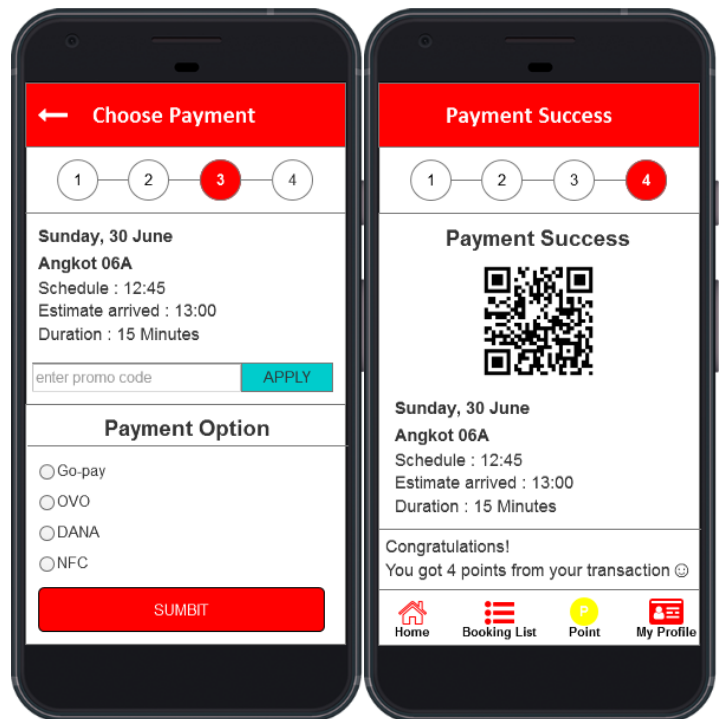 Choose Payment
1 2 3 4
Sunday, 30 June
Angkot 06A
Schedule : 12:45
Estimate arrived : 13:00
Duration : 15 Minutes
enter promo code APPLY
Payment Option
Go-pay
OVO
DANA
NFC
SUMBIT
Payment Success
1 2 3 4
Payment Success
Sunday, 30 June
Angkot 06A
Schedule : 12:45
Estimate arrived : 13:00
Duration : 15 Minutes
Congratulations!
You got 4 points from your transaction ☺
P
Home Booking List Point My Profile